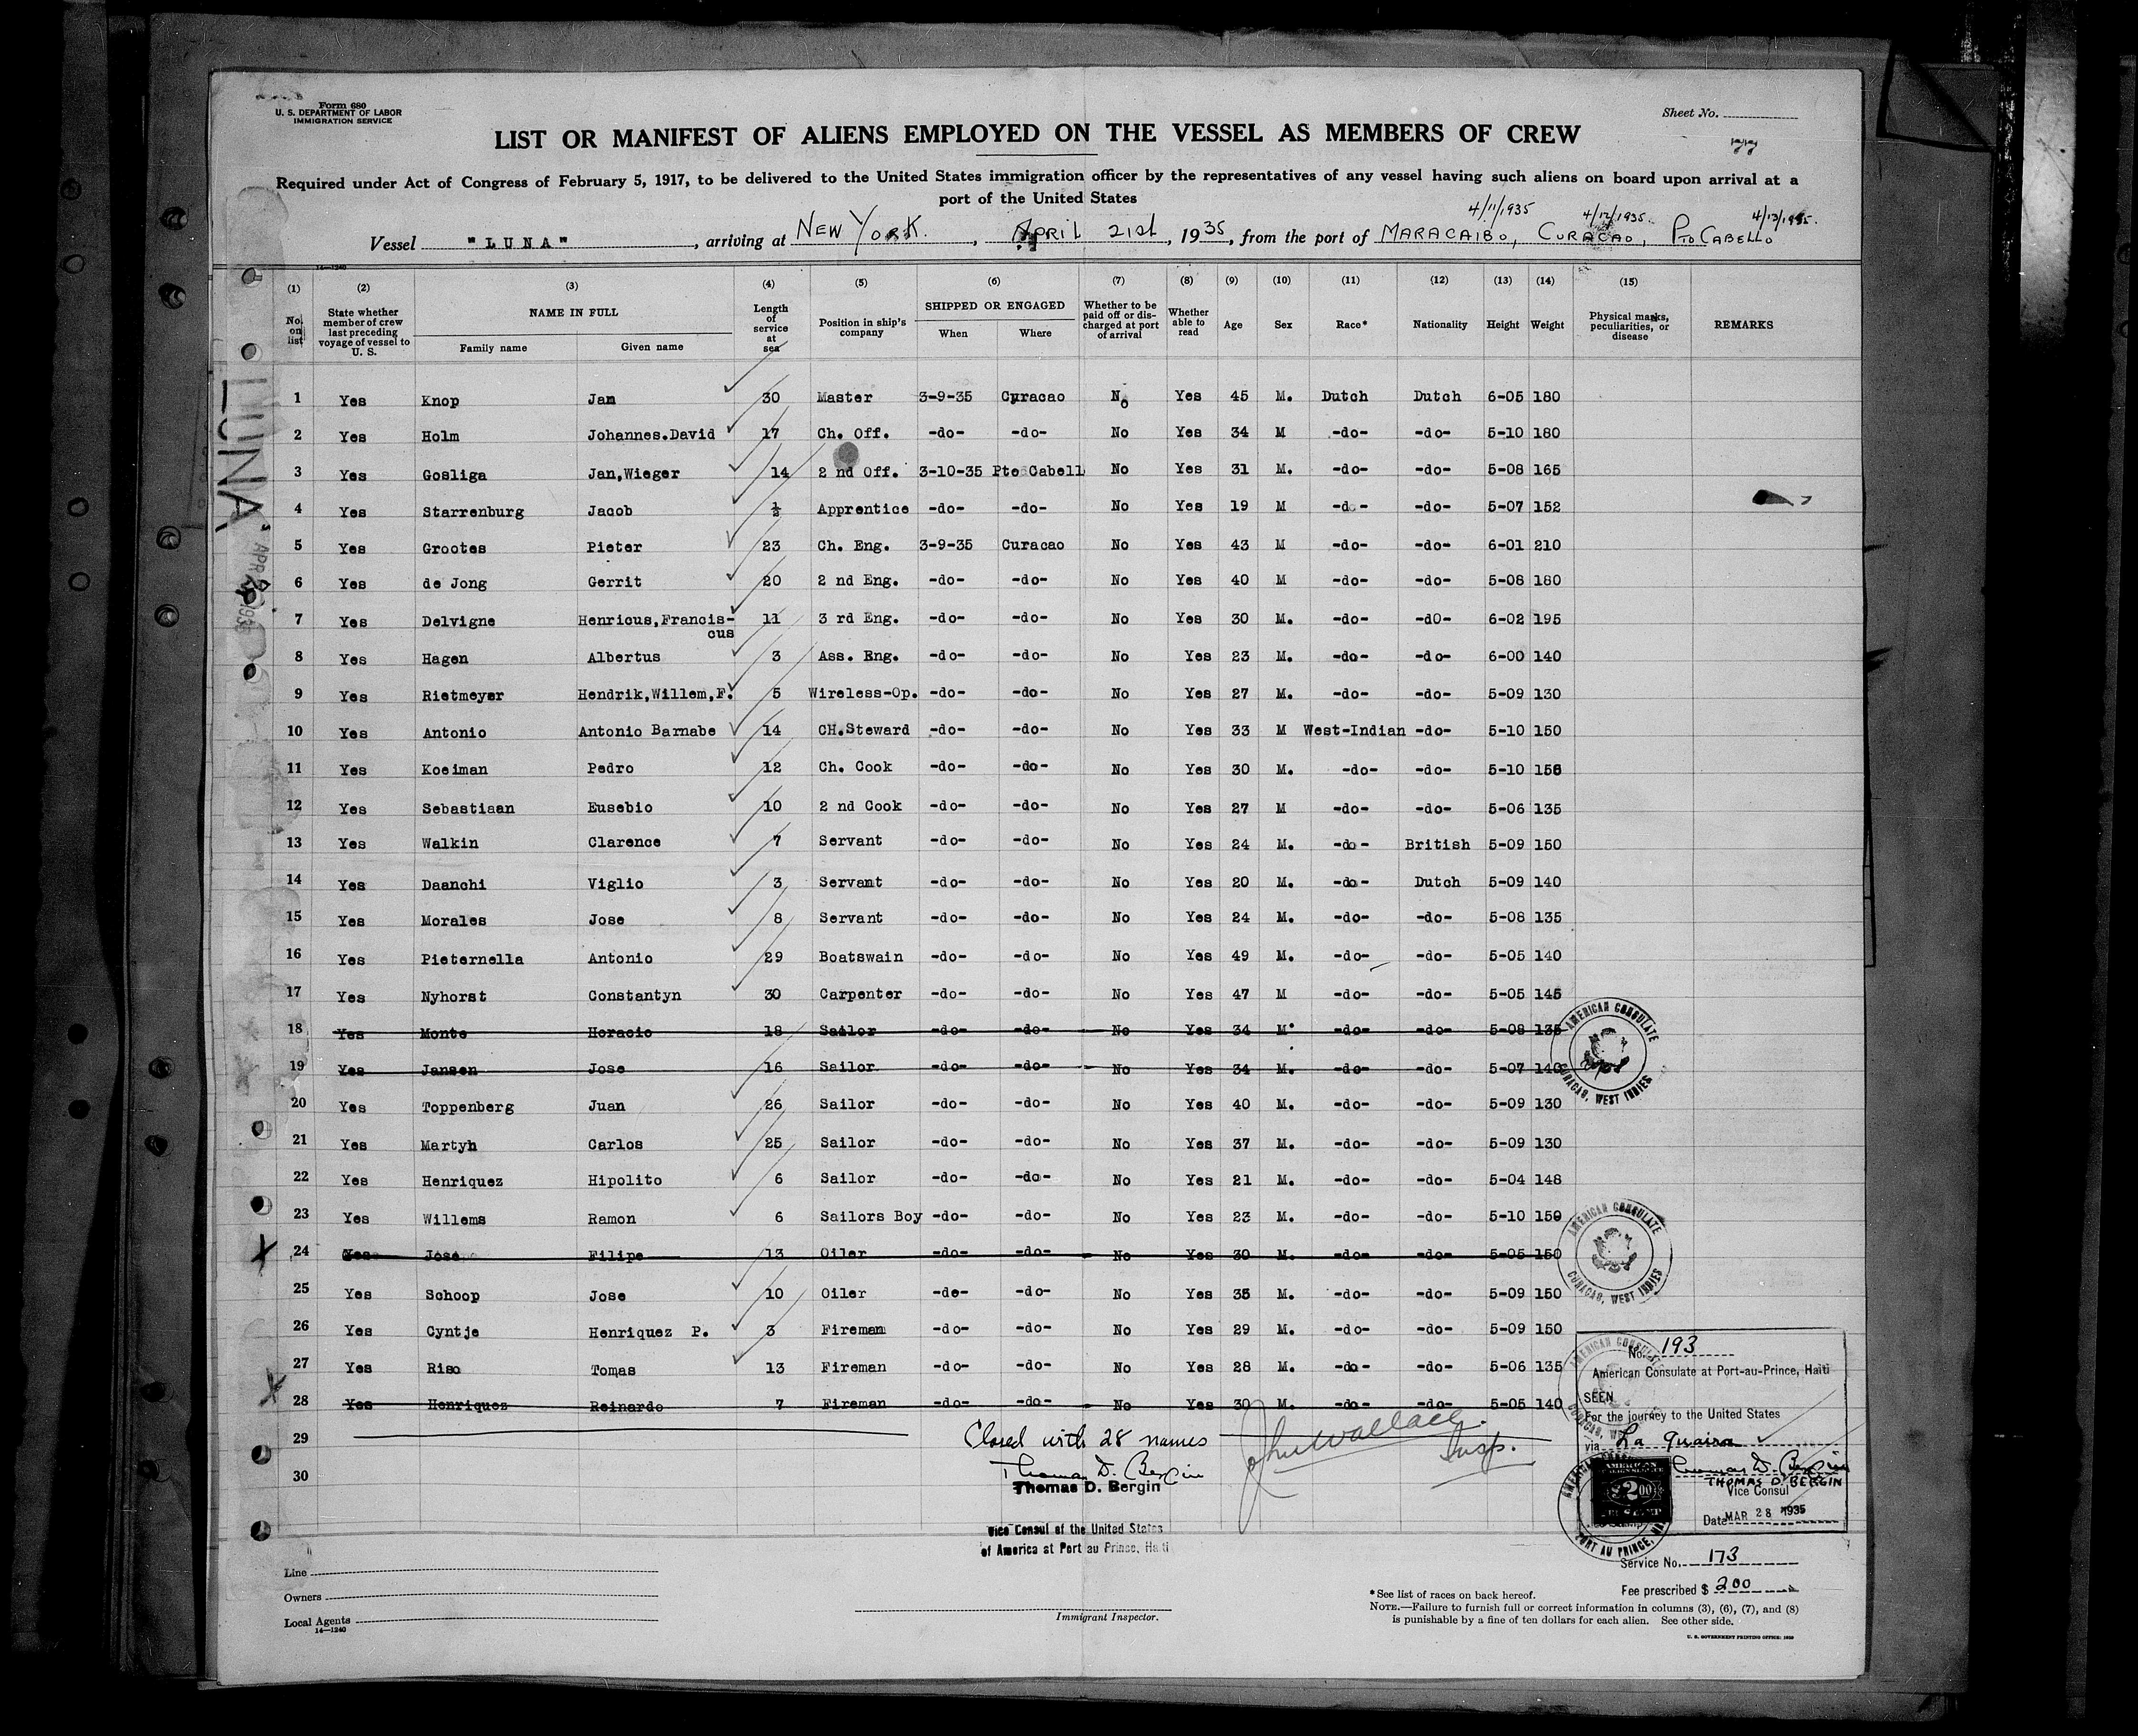 Form 680
U. S. DEPARTMENT OF LABOR
IMMIGRATION SERVICE
Sheet No.
LIST OR MANIFEST OF ALIENS EMPLOYED ON THE VESSEL AS MEMBERS OF CREW
Required under Act of Congress of February 5, 1917, to be delivered to the United States immigration officer by the representatives of any vessel having such aliens on board upon arrival at a
port of the United States
4/11/1935 4/12/1935. 4/13/1935.
Vessel "LUNA", arriving at NEW YORK., APRIL 21st, 1935, from the port of MARACAIBO, CURACAO, PTO CABELLO
14—1240
(1) (2) (3) (4) (5) (6) (7) (8) (9) (10) (11) (12) (13) (14) (15)
No. on list State whether member of crew last preceding voyage of vessel to U. S. NAME IN FULL Family name Given name Length of service at sea Position in ship's company SHIPPED OR ENGAGED When Where Whether to be paid off or discharged at port of arrival Whether able to read Age Sex Race* Nationality Height Weight Physical marks, peculiarities, or disease REMARKS
1 Yes Knop Jan 30 Master 3-9-35 Curacao No Yes 45 M. Dutch Dutch 6-05 180
2 Yes Holm Johannes.David 17 Ch. Off. -do- -do- No Yes 34 M -do- -do- 5-10 180
3 Yes Gosliga Jan,Wieger 14 2 nd Off. 3-10-35 Pto Cabell No Yes 31 M. -do- -do- 5-08 165
4 Yes Starrenburg Jacob ½ Apprentice -do- -do- No Yes 19 M -do- -do- 5-07 152
5 Yes Grootes Pieter 23 Ch. Eng. 3-9-35 Curacao No Yes 43 M -do- -do- 6-01 210
6 Yes de Jong Gerrit 20 2 nd Eng. -do- -do- No Yes 40 M -do- -do- 5-08 180
7 Yes Delvigne Henricus,Francis-cus 11 3 rd Eng. -do- -do- No Yes 30 M. -do- -dO- 6-02 195
8 Yes Hagen Albertus 3 Ass. Eng. -do- -do- No Yes 23 M. -do- -do- 6-00 140
9 Yes Rietmeyer Hendrik,Willem,F. 5 Wireless-Op. -do- -do- No Yes 27 M. -do- -do- 5-09 130
10 Yes Antonio Antonio Barnabe 14 CH.Steward -do- -do- No Yes 33 M West-Indian -do- 5-10 150
11 Yes Koeiman Pedro 12 Ch. Cook -do- -do- No Yes 30 M. -do- -do- 5-10 156
12 Yes Sebastiaan Eusebio 10 2 nd Cook -do- -do- No Yes 27 M -do- -do- 5-06 135
13 Yes Walkin Clarence 7 Servant -do- -do- No Yes 24 M. -do- British 5-09 150
14 Yes Daanchi Viglio 3 Servant -do- -do- No Yes 20 M. -do- Dutch 5-09 140
15 Yes Morales Jose 8 Servant -do- -do- No Yes 24 M. -do- -do- 5-08 135
16 Yes Pieternella Antonio 29 Boatswain -do- -do- No Yes 49 M. -do- -do- 5-05 140
17 Yes Nyhorst Constantyn 30 Carpenter -do- -do- No Yes 47 M -do- -do- 5-05 145
18 Yes Monte Horacio 18 Sailor -do- -do- No Yes 34 M. -do- -do- 5-08 135
19 Yes Jansen Jose 16 Sailor -do- -do- No Yes 34 M. -do- -do- 5-07 140
20 Yes Toppenberg Juan 26 Sailor -do- -do- No Yes 40 M. -do- -do- 5-09 130
21 Yes Martyn Carlos 25 Sailor -do- -do- No Yes 37 M. -do- -do- 5-09 130
22 Yes Henriquez Hipolito 6 Sailor -do- -do- No Yes 21 M. -do- -do- 5-04 148
23 Yes Willems Ramon 6 Sailors Boy -do- -do- No Yes 23 M. -do- -do- 5-10 150
24 Yes Jose Filipe 13 Oiler -do- -do- No Yes 30 M. -do- -do- 5-05 150
25 Yes Schoop Jose 10 Oiler -de- -do- No Yes 35 M. -do- -do- 5-09 150
26 Yes Cyntje Henriquez P. 3 Fireman -do- -do- No Yes 29 M. -do- -do- 5-09 150
27 Yes Riso Tomas 13 Fireman -do- -do- No Yes 28 M. -do- -do- 5-06 135
28 Yes Henriquez Reinardo 7 Fireman -do- -do- No Yes 30 M. -do- -do- 5-05 140
29
30
Closed with 28 names
Thomas D. Bergin
Thomas D. Bergin
Vice Consul of the United States
of America at Port au Prince, Haiti
John Wallace.
Insp.
"LUNA"
APR 1935
AMERICAN CONSULATE
CURACAO, WEST INDIES
AMERICAN CONSULATE
CURACAO, WEST INDIES
AMERICAN CONSULATE
No. 193
American Consulate at Port-au-Prince, Haiti
SEEN
For the journey to the United States
via La Guaira
Thomas D. Bergin
THOMAS D. BERGIN
Vice Consul
Date MAR 28 1935
$2.00
PORT AU PRINCE,
Service No. 173
Fee prescribed $ 2.00
Line
Owners
Local Agents
14—1240
Immigrant Inspector.
*See list of races on back hereof.
NOTE.—Failure to furnish full or correct information in columns (3), (6), (7), and (8)
is punishable by a fine of ten dollars for each alien. See other side.
U. S. GOVERNMENT PRINTING OFFICE: